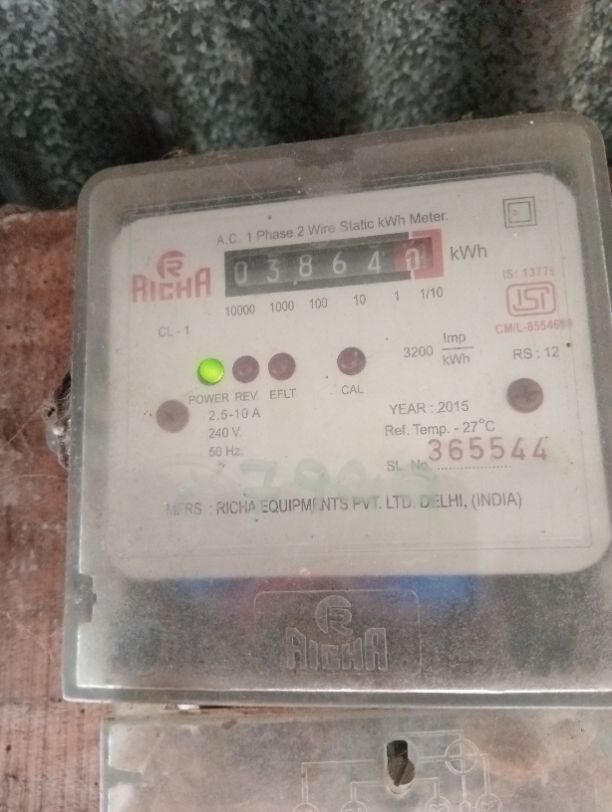 A.C. 1 Phase 2 Wire Static kWh Meter.
RICHA
03864 kWh
10000 1000 100 10 1 1/10
IS: 13779
ISI
CM/L-
CL-1
3200 Imp/kWh
RS : 12
POWER REV. EFLT CAL
2.5-10 A
240 V.
50 Hz.
YEAR : 2015
Ref. Temp. - 27°C
SL. No. 365544
MFRS. : RICHA EQUIPMENTS PVT. LTD. DELHI, (INDIA)
RICHA